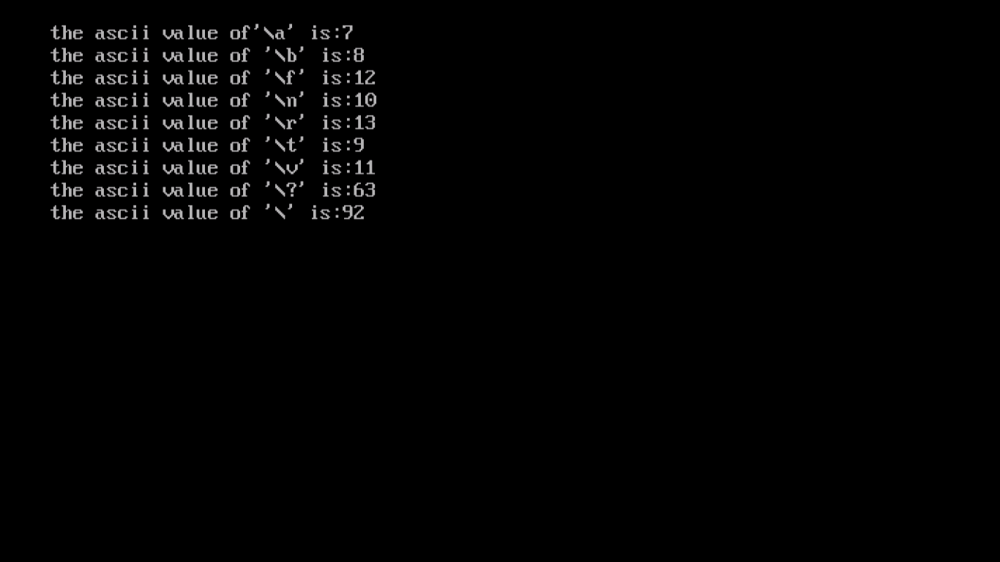 the ascii value of'\a' is:7
the ascii value of '\b' is:8
the ascii value of '\f' is:12
the ascii value of '\n' is:10
the ascii value of '\r' is:13
the ascii value of '\t' is:9
the ascii value of '\v' is:11
the ascii value of '\?' is:63
the ascii value of '\' is:92